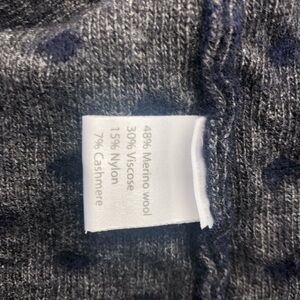 48% Merino wool
30% Viscose
15% Nylon
7% Cashmere